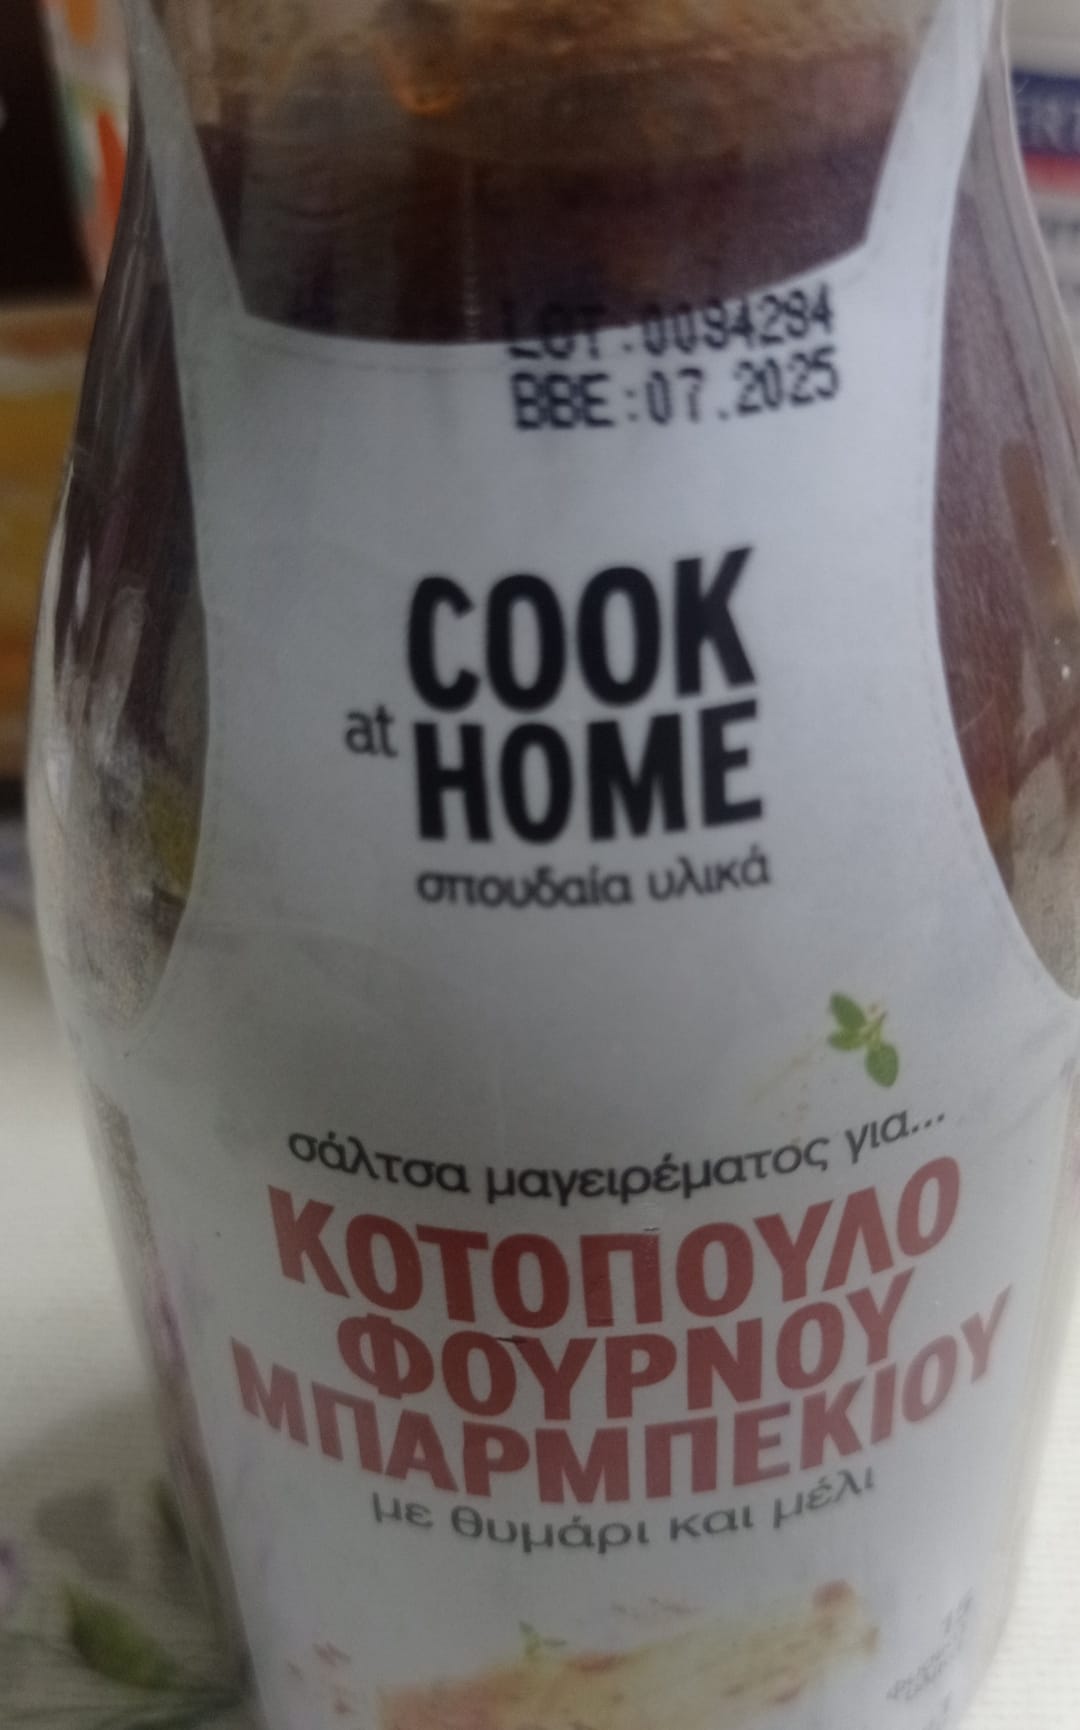 LOT:0094294
BBE:07.2025
COOK
at HOME
σπουδαία υλικά
σάλτσα μαγειρέματος για...
ΚΟΤΟΠΟΥΛΟ
ΦΟΥΡΝΟΥ
ΜΠΑΡΜΠΕΚΙΟΥ
με θυμάρι και μέλι